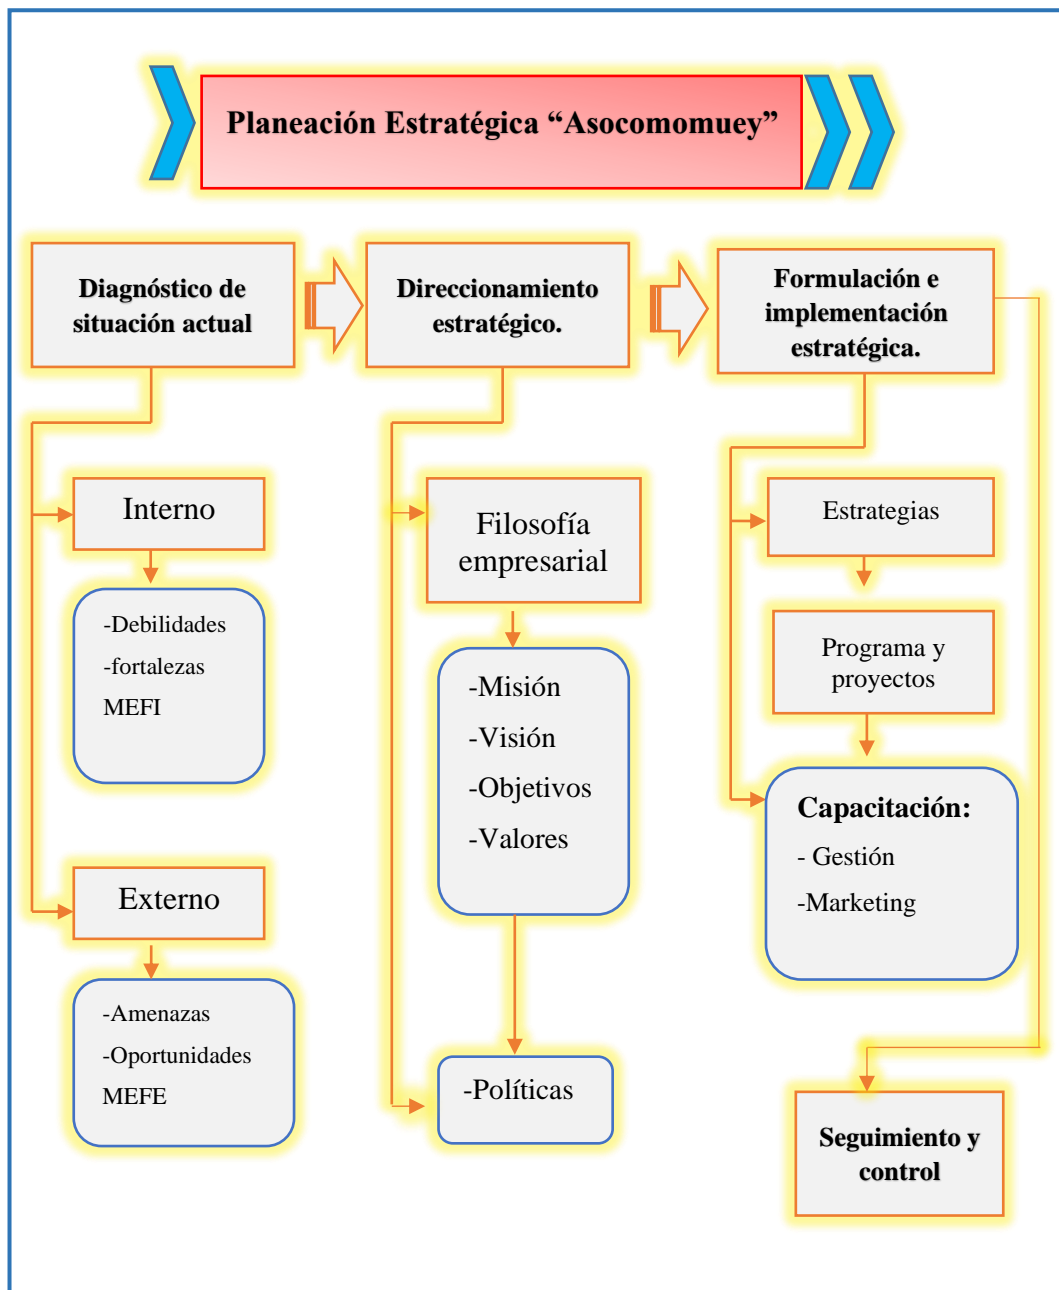 Planeación Estratégica “Asocomomuey”
Diagnóstico de
situación actual
Direccionamiento
estratégico.
Formulación e
implementación
estratégica.
Interno
-Debilidades
-fortalezas
MEFI
Externo
-Amenazas
-Oportunidades
MEFE
Filosofía
empresarial
-Misión
-Visión
-Objetivos
-Valores
-Políticas
Estrategias
Programa y
proyectos
Capacitación:
- Gestión
-Marketing
Seguimiento y
control